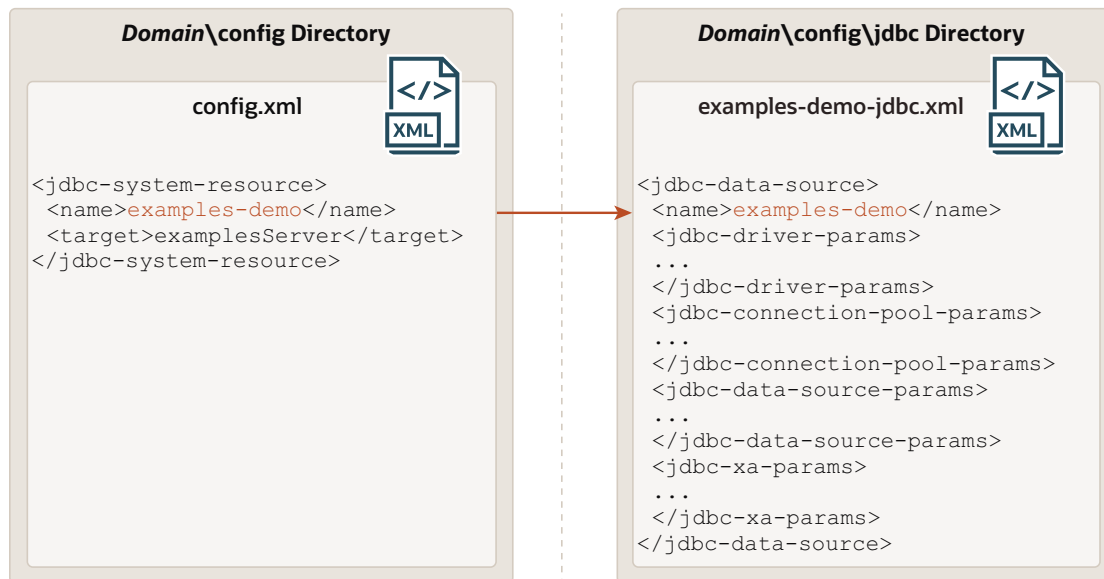 Domain\config Directory
config.xml
</>
XML
<jdbc-system-resource>
<name>examples-demo</name>
<target>examplesServer</target>
</jdbc-system-resource>
Domain\config\jdbc Directory
examples-demo-jdbc.xml
</>
XML
<jdbc-data-source>
<name>examples-demo</name>
<jdbc-driver-params>
...
</jdbc-driver-params>
<jdbc-connection-pool-params>
...
</jdbc-connection-pool-params>
<jdbc-data-source-params>
...
</jdbc-data-source-params>
<jdbc-xa-params>
...
</jdbc-xa-params>
</jdbc-data-source>